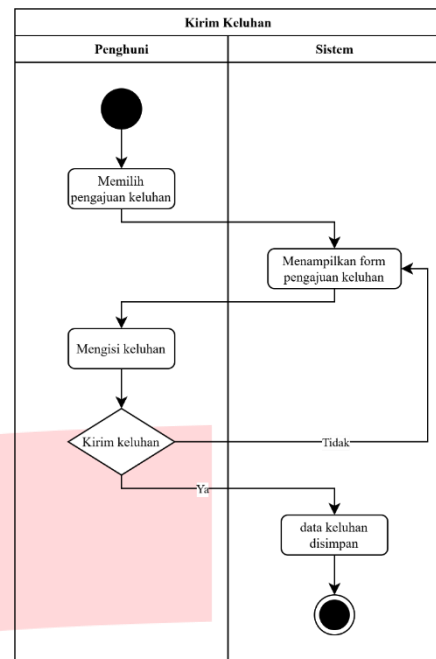 Kirim Keluhan
Penghuni
Sistem
Memilih
pengajuan keluhan
Menampilkan form
pengajuan keluhan
Mengisi keluhan
Kirim keluhan
Tidak
Ya
data keluhan
disimpan